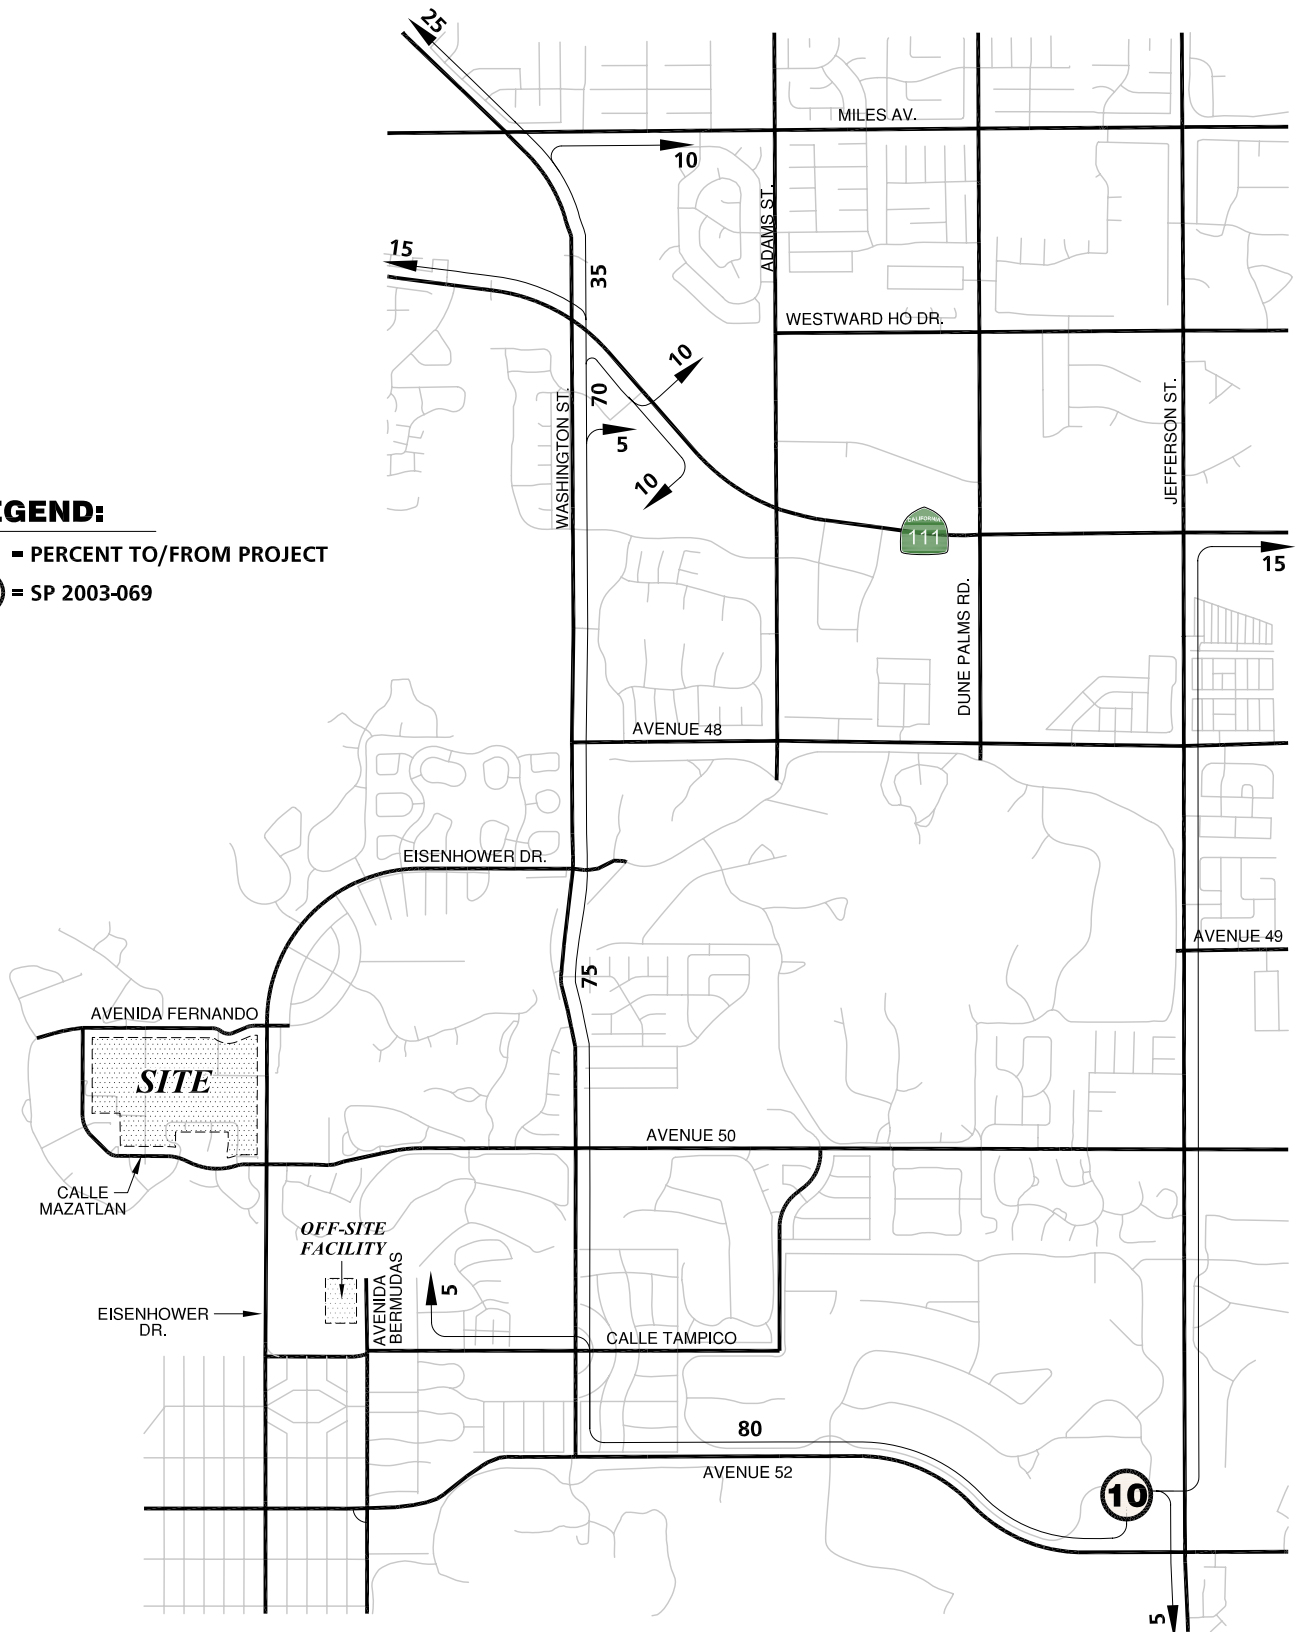 25
MILES AV.
10
ADAMS ST.
15
35
WESTWARD HO DR.
10
70
WASHINGTON ST.
5
JEFFERSON ST.
10
EGEND:
= PERCENT TO/FROM PROJECT
= SP 2003-069
CALIFORNIA
111
15
DUNE PALMS RD.
AVENUE 48
EISENHOWER DR.
AVENUE 49
75
AVENIDA FERNANDO
SITE
AVENUE 50
CALLE
MAZATLAN
OFF-SITE
FACILITY
AVENIDA
BERMUDAS
5
EISENHOWER
DR.
CALLE TAMPICO
80
AVENUE 52
10
5